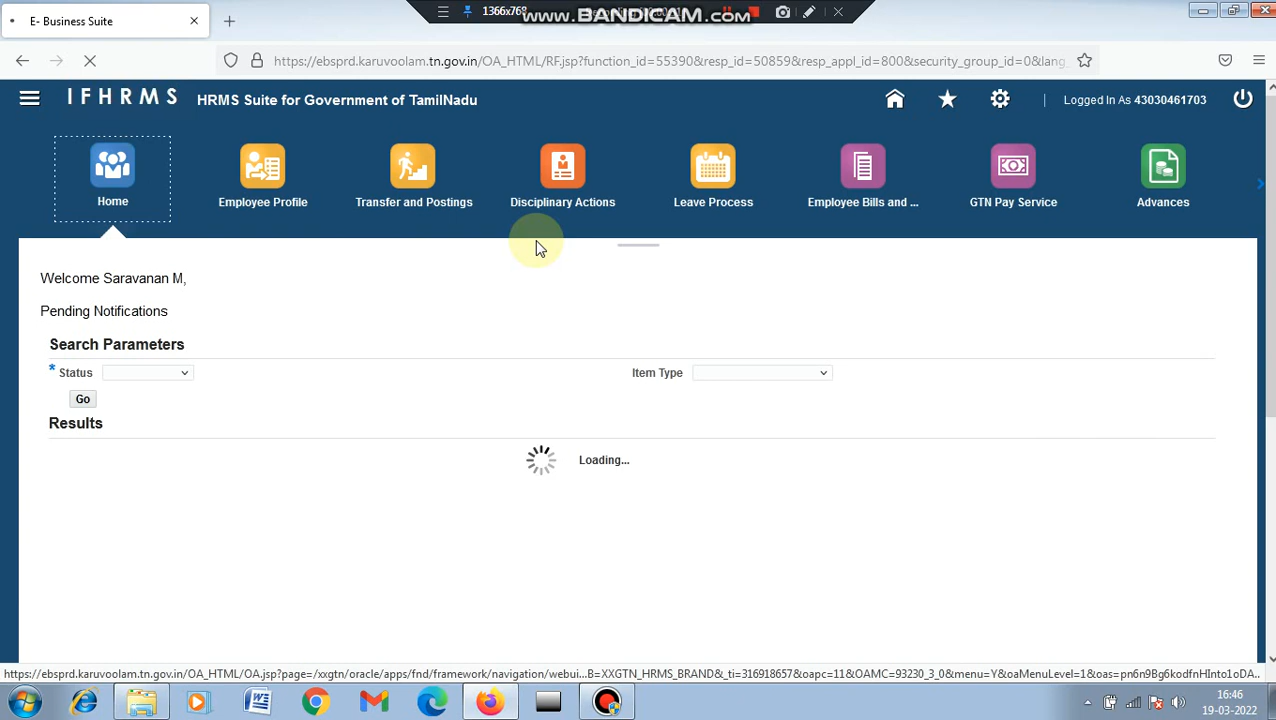 E- Business Suite
1366x768
www.BANDICAM.com
https://ebsprd.karuvoolam.tn.gov.in/OA_HTML/RF.jsp?function_id=55390&resp_id=50859&resp_appl_id=800&security_group_id=0&lang_
IFHRMS
HRMS Suite for Government of TamilNadu
Logged In As 43030461703
Home
Employee Profile
Transfer and Postings
Disciplinary Actions
Leave Process
Employee Bills and ...
GTN Pay Service
Advances
Welcome Saravanan M,
Pending Notifications
Search Parameters
* Status
Item Type
Go
Results
Loading...
https://ebsprd.karuvoolam.tn.gov.in/OA_HTML/OA.jsp?page=/xxgtn/oracle/apps/fnd/framework/navigation/webui...B=XXGTN_HRMS_BRAND&_ti=316918657&oapc=11&OAMC=93230_3_0&menu=Y&oaMenuLevel=1&oas=pn6n9Bg6kodfnHInto1oDA..
16:46
19-03-2022